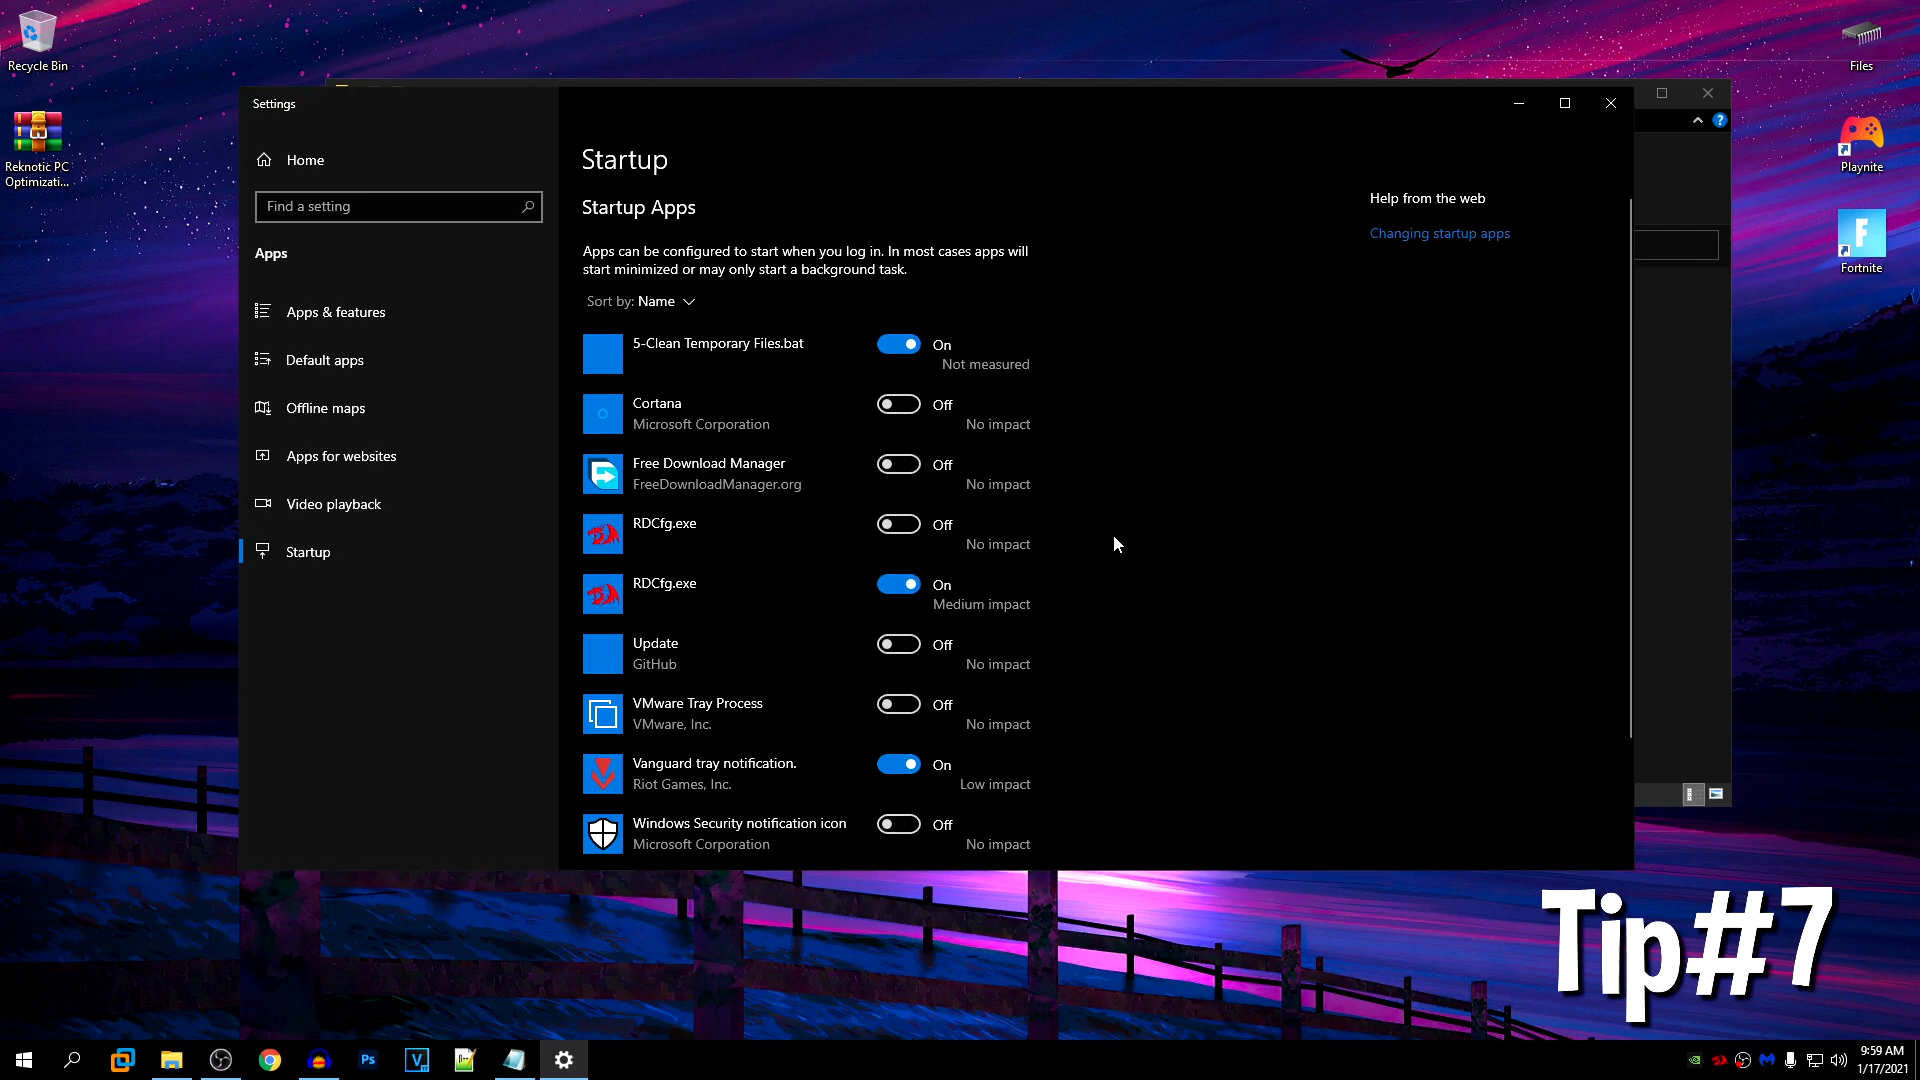 Recycle Bin
Reknotic PC
Optimizati...
Files
Playnite
Fortnite
Settings
Home
Find a setting
Apps
Apps & features
Default apps
Offline maps
Apps for websites
Video playback
Startup
Startup
Startup Apps
Apps can be configured to start when you log in. In most cases apps will
start minimized or may only start a background task.
Sort by: Name
5-Clean Temporary Files.bat
On
Not measured
Cortana
Microsoft Corporation
Off
No impact
Free Download Manager
FreeDownloadManager.org
Off
No impact
RDCfg.exe
Off
No impact
RDCfg.exe
On
Medium impact
Update
GitHub
Off
No impact
VMware Tray Process
VMware, Inc.
Off
No impact
Vanguard tray notification.
Riot Games, Inc.
On
Low impact
Windows Security notification icon
Microsoft Corporation
Off
No impact
Help from the web
Changing startup apps
Tip#7
Ps
V
9:59 AM
1/17/2021